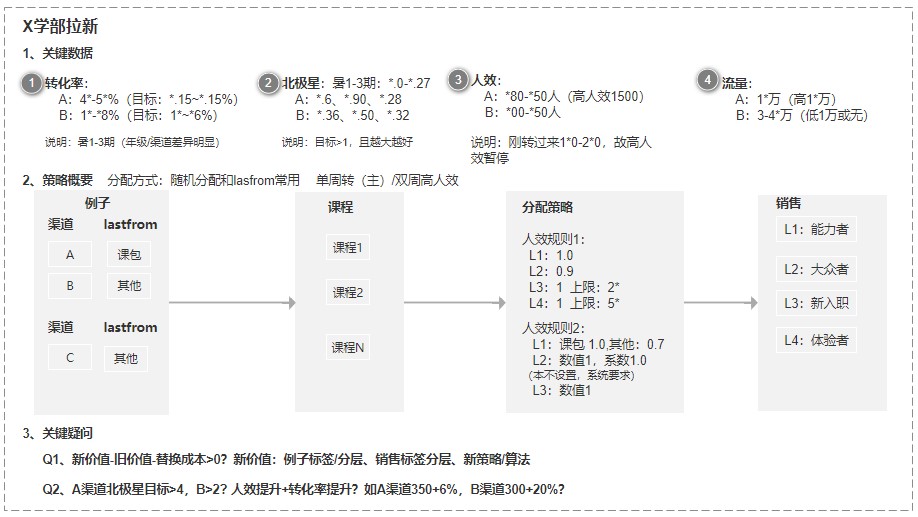 X学部拉新
1、关键数据
1 转化率：
A：4*-5*%（目标：*.15~*.15%）
B：1*-*8%（目标：1*~*6%）
说明：暑1-3期（年级/渠道差异明显）
2 北极星：暑1-3期：*.0-*.27
A：*.6、*.90、*.28
B：*.36、*.50、*.32
说明：目标>1，且越大越好
3 人效：
A：*80-*50人（高人效1500）
B：*00-*50人
说明：刚转过来1*0-2*0，故高人
效暂停
4 流量：
A：1*万（高1*万）
B：3-4*万（低1万或无）
2、策略概要 分配方式：随机分配和lasfrom常用 单周转（主）/双周高人效
例子
渠道 lastfrom
A 课包
B 其他
渠道 lastfrom
C 其他
课程
课程1
课程2
课程N
分配策略
人效规则1：
L1：1.0
L2：0.9
L3：1 上限：2*
L4：1 上限：5*
人效规则2：
L1：课包 1.0,其他：0.7
L2：数值1，系数1.0
（本不设置，系统要求）
L3：数值1
销售
L1：能力者
L2：大众者
L3：新入职
L4：体验者
3、关键疑问
Q1、新价值-旧价值-替换成本>0？新价值：例子标签/分层、销售标签分层、新策略/算法
Q2、A渠道北极星目标>4，B>2？人效提升+转化率提升？如A渠道350+6%，B渠道300+20%？